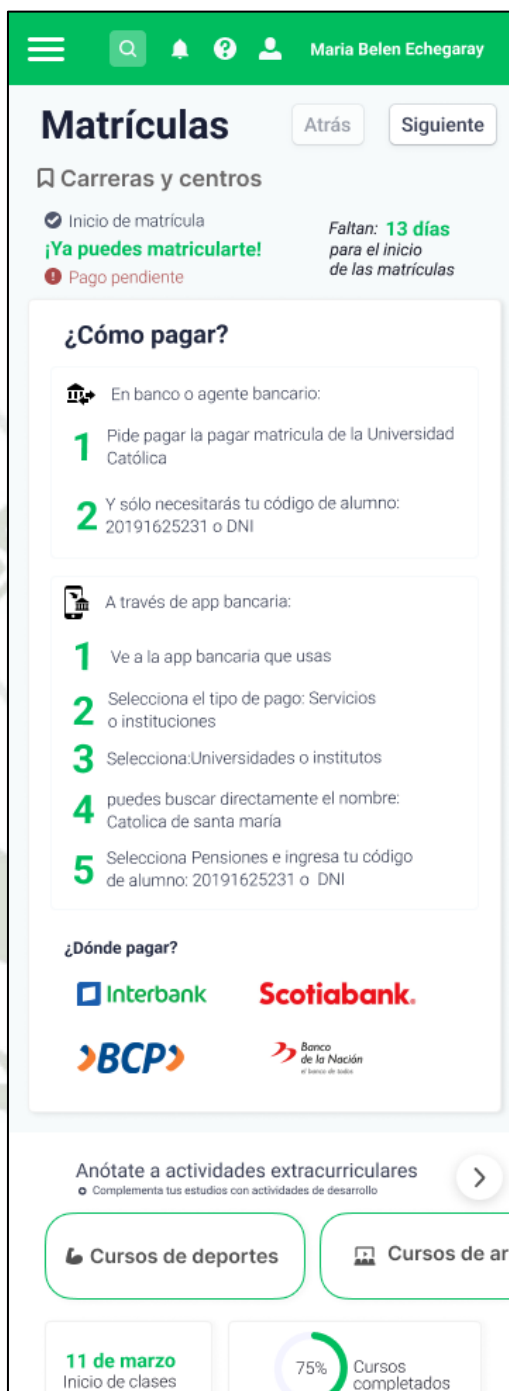 Maria Belen Echegaray
Matrículas
Atrás
Siguiente
Carreras y centros
Inicio de matrícula
¡Ya puedes matricularte!
Pago pendiente
Faltan: 13 días
para el inicio
de las matrículas
¿Cómo pagar?
En banco o agente bancario:
1 Pide pagar la pagar matricula de la Universidad
Católica
2 Y sólo necesitarás tu código de alumno:
20191625231 o DNI
A través de app bancaria:
1 Ve a la app bancaria que usas
2 Selecciona el tipo de pago: Servicios
o instituciones
3 Selecciona:Universidades o institutos
4 puedes buscar directamente el nombre:
Catolica de santa maría
5 Selecciona Pensiones e ingresa tu código
de alumno: 20191625231 o DNI
¿Dónde pagar?
Interbank
Scotiabank.
BCP
Banco
de la Nación
el banco de todos
Anótate a actividades extracurriculares
Complementa tus estudios con actividades de desarrollo
Cursos de deportes
Cursos de ar
11 de marzo
Inicio de clases
75%
Cursos
completados